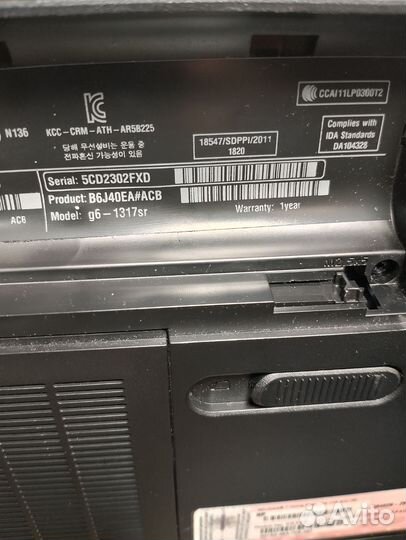 N136
KCC-CRM-ATH-AR5B225
당해 무선설비는 운용 중
전파혼신 가능성이 있음
CCAI11LP0300T2
18547/SDPPI/2011
1820
Complies with
IDA Standards
DA104328
AC6
Serial: 5CD2302FXD
Product: B6J40EA#ACB
Model: g6-1317sr
Warranty: 1year
Avito